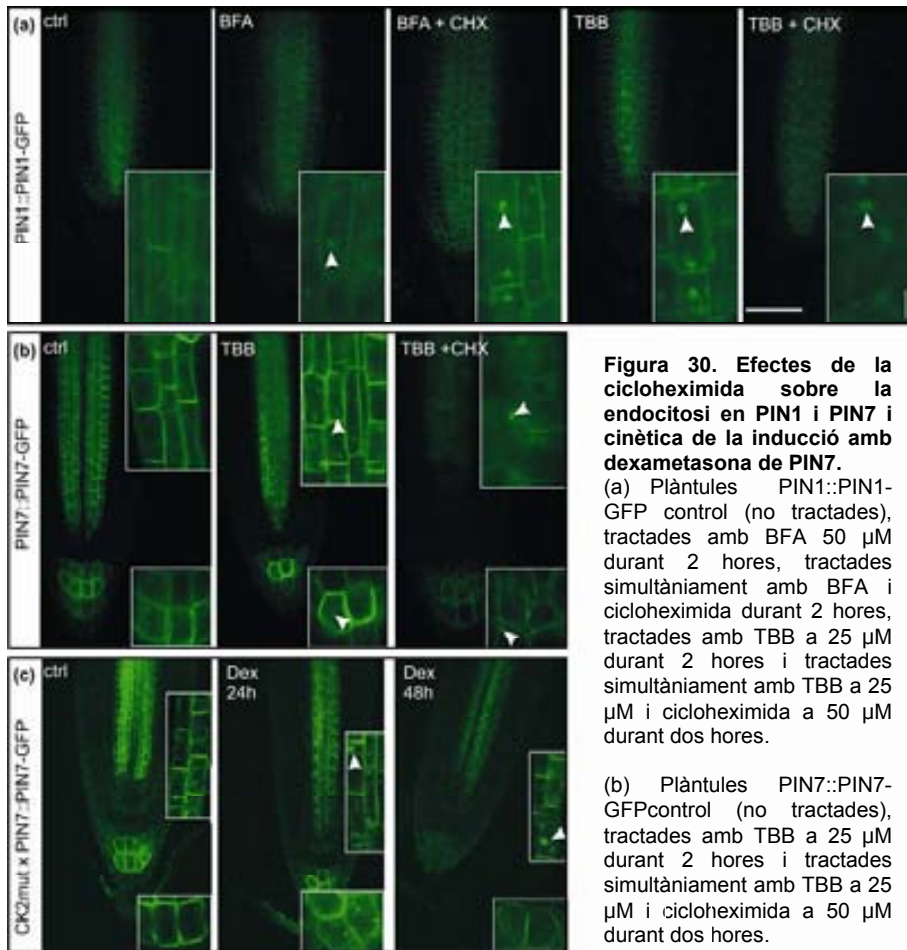 (a) ctrl
BFA
BFA + CHX
TBB
TBB + CHX
PIN1::PIN1-GFP
(b) ctrl
TBB
TBB +CHX
PIN7::PIN7-GFP
(c) ctrl
Dex
24h
Dex
48h
CK2mut x PIN7::PIN7-GFP
Figura 30. Efectes de la
cicloheximida sobre la
endocitosi en PIN1 i PIN7 i
cinètica de la inducció amb
dexametasona de PIN7.
(a) Plàntules PIN1::PIN1-
GFP control (no tractades),
tractades amb BFA 50 µM
durant 2 hores, tractades
simultàniament amb BFA i
cicloheximida durant 2 hores,
tractades amb TBB a 25 µM
durant 2 hores i tractades
simultàniament amb TBB a 25
µM i cicloheximida a 50 µM
durant dos hores.
(b) Plàntules PIN7::PIN7-
GFPcontrol (no tractades),
tractades amb TBB a 25 µM
durant 2 hores i tractades
simultàniament amb TBB a 25
µM i cicloheximida a 50 µM
durant dos hores.